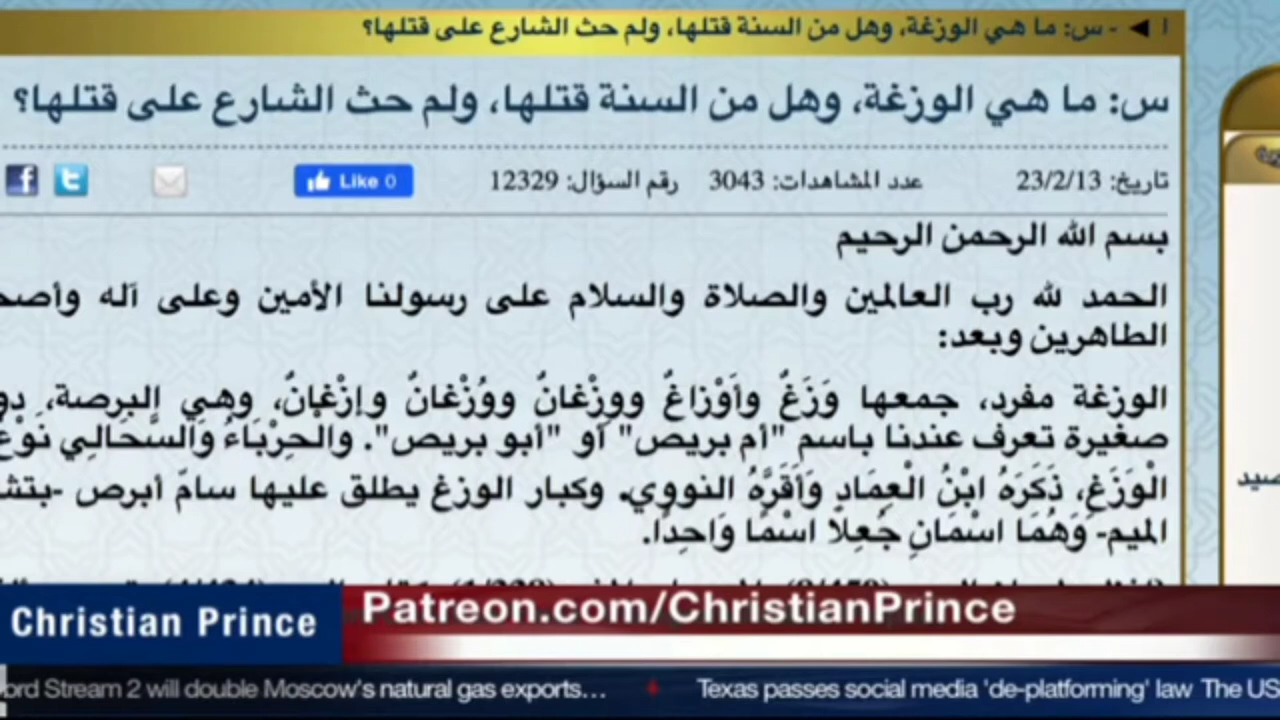 ا ◄ - س: ما هي الوزغة، وهل من السنة قتلها، ولم حث الشارع على قتلها؟
س: ما هي الوزغة، وهل من السنة قتلها، ولم حث الشارع على قتلها؟
تاريخ: 23/2/13 عدد المشاهدات: 3043 رقم السؤال: 12329 Like 0
بسم الله الرحمن الرحيم
الحمد لله رب العالمين والصلاة والسلام على رسولنا الأمين وعلى آله
الطاهرين وبعد:
الوزغة مفرد، جمعها وَزَغٌ وأَوْزاغٌ ووِزْغانٌ ووُزْغانٌ وإزْغانٌ، وهي البرصة،
صغيرة تعرف عندنا باسم "أم بريص" أو "أبو بريص". والحِرْبَاءُ وَالسَّحَالِي
الْوَزَغِ، ذَكَرَهُ ابْنُ الْعِمَادِ وَأَقَرَّهُ النووي. وكبار الوزغ يطلق عليها سامّ أبرص
الميم- وَهُمَا اسْمَانِ جُعِلَا اسْمًا وَاحِدًا.
Christian Prince
Patreon.com/ChristianPrince
Stream 2 will double Moscow's natural gas exports... Texas passes social media 'de-platforming' law The US